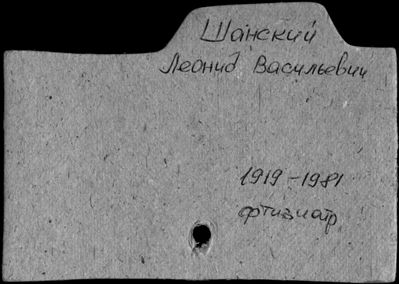 Шанский
Леонид Васильевич
1919-1981
фтизиатр